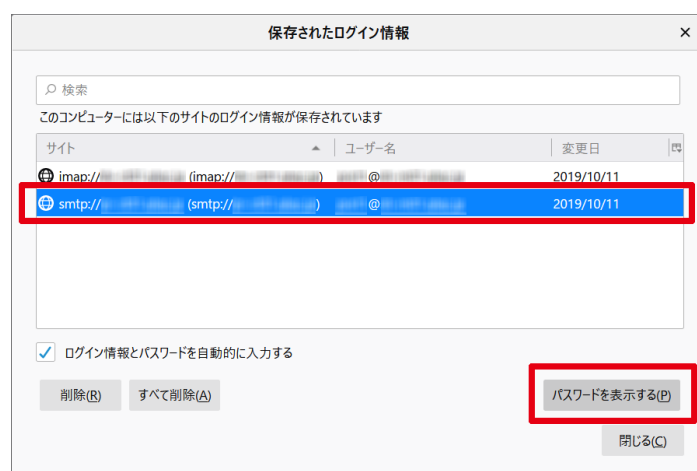 保存されたログイン情報
検索
このコンピューターには以下のサイトのログイン情報が保存されています
サイト ユーザー名 変更日
imap:// (imap:// ) @ 2019/10/11
smtp:// (smtp:// ) @ 2019/10/11
ログイン情報とパスワードを自動的に入力する
削除(R) すべて削除(A) パスワードを表示する(P)
閉じる(C)